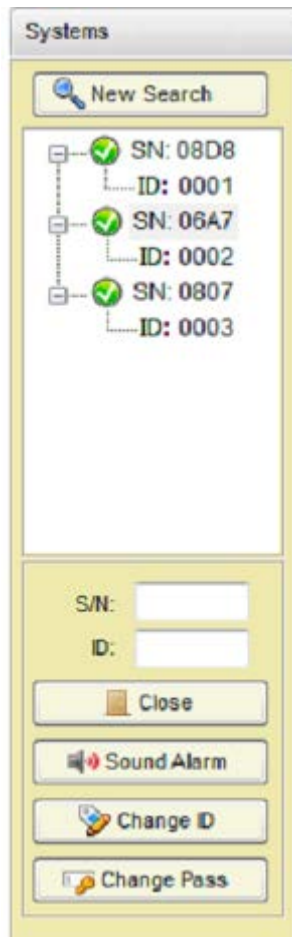 Systems
New Search
SN: 08D8
ID: 0001
SN: 06A7
ID: 0002
SN: 0807
ID: 0003
S/N:
ID:
Close
Sound Alarm
Change ID
Change Pass